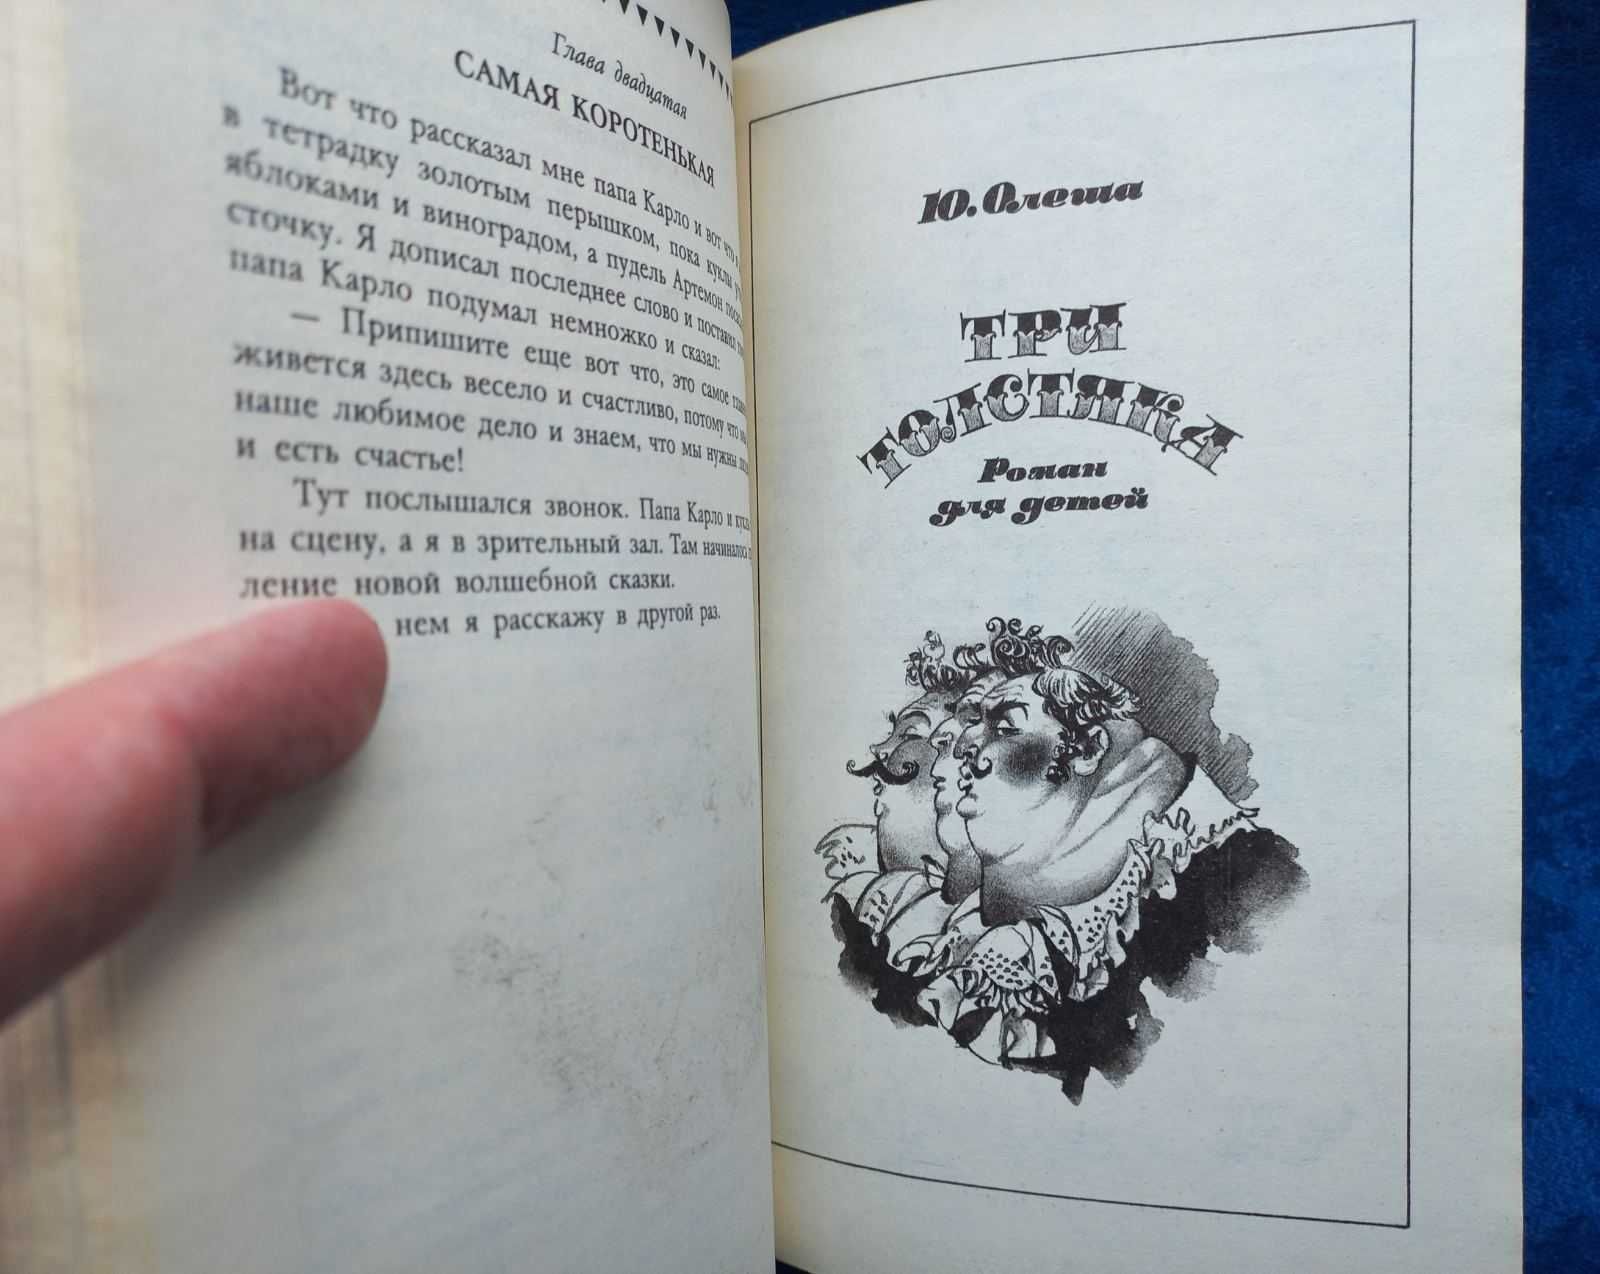 Глава двадцатая
САМАЯ КОРОТЕНЬКАЯ
Вот что рассказал мне папа Карло и вот что я
в тетрадку золотым перышком, пока куклы
яблоками и виноградом, а пудель Артемон
сточку. Я дописал последнее слово и поставил
папа Карло подумал немножко и сказал:
— Припишите еще вот что, это самое
живется здесь весело и счастливо, потому что
наше любимое дело и знаем, что мы нужны
и есть счастье!
Тут послышался звонок. Папа Карло и
на сцену, а я в зрительный зал. Там начиналось
ление новой волшебной сказки.
нем я расскажу в другой раз.
Ю. Олеша
ТРИ
ТОЛСТЯКА
Роман
для детей